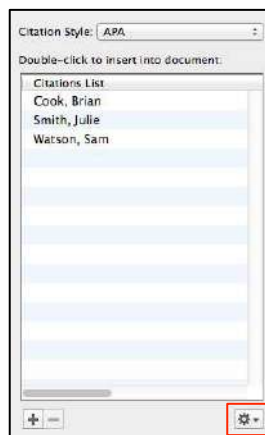 Citation Style: APA
Double-click to insert into document:
Citations List
Cook, Brian
Smith, Julie
Watson, Sam